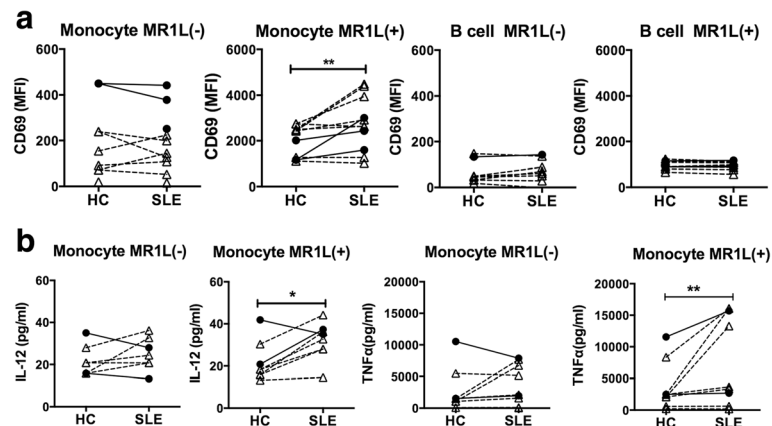 a
Monocyte MR1L(-)
CD69 (MFI)
600
400
200
0
HC SLE
Monocyte MR1L(+)
CD69 (MFI)
6000
4000
2000
0
**
HC SLE
B cell MR1L(-)
CD69 (MFI)
600
400
200
0
HC SLE
B cell MR1L(+)
CD69 (MFI)
6000
4000
2000
0
HC SLE
b
Monocyte MR1L(-)
IL-12 (pg/ml)
60
40
20
0
HC SLE
Monocyte MR1L(+)
IL-12 (pg/ml)
60
40
20
0
*
HC SLE
Monocyte MR1L(-)
TNFα(pg/ml)
20000
15000
10000
5000
0
HC SLE
Monocyte MR1L(+)
TNFα(pg/ml)
20000
15000
10000
5000
0
**
HC SLE